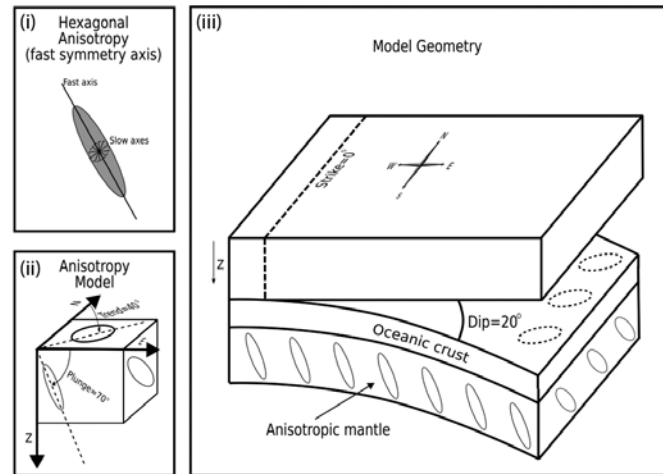 (i)
Hexagonal
Anisotropy
(fast symmetry axis)
Fast axis
Slow axes
(ii)
Anisotropy
Model
N
Trend=40°
E
Plunge=70°
Z
(iii)
Model Geometry
Strike=0°
N
W
E
S
Z
Dip=20°
Oceanic crust
Anisotropic mantle